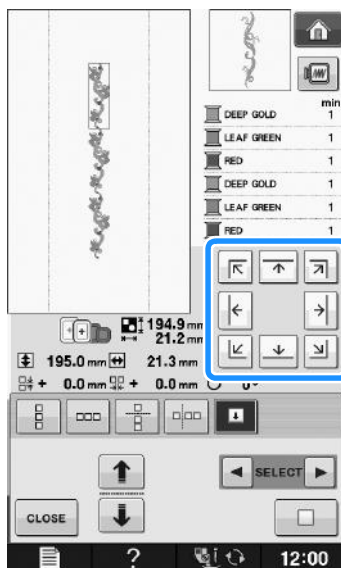 min
DEEP GOLD 1
LEAF GREEN 1
RED 1
DEEP GOLD 1
LEAF GREEN 1
RED 1
194.9 mm
21.2 mm
195.0 mm 21.3 mm
+ 0.0 mm + 0.0 mm 0°
SELECT
CLOSE
? 12:00